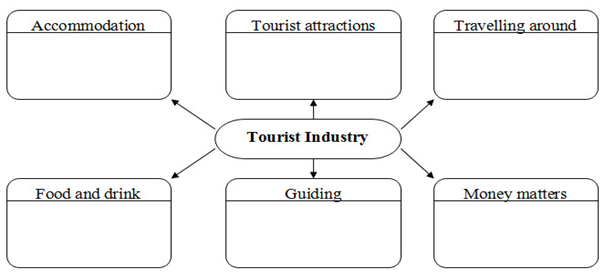 Accommodation
Tourist attractions
Travelling around
Tourist Industry
Food and drink
Guiding
Money matters